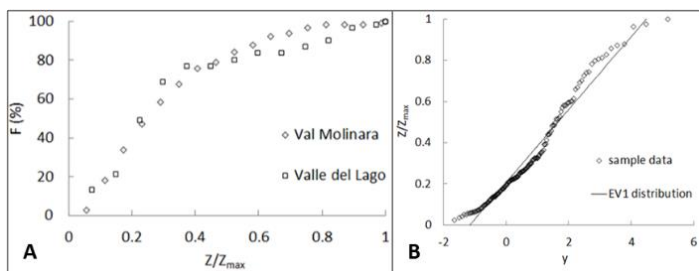 100
80
60
40
20
0
F (%)
◇ Val Molinara
□ Valle del Lago
A
0 0.2 0.4 0.6 0.8 1
Z/Zmax
1
0.8
0.6
0.4
0.2
0
Z/Zmax
◇ sample data
— EV1 distribution
B
-2 0 2 4 6
y